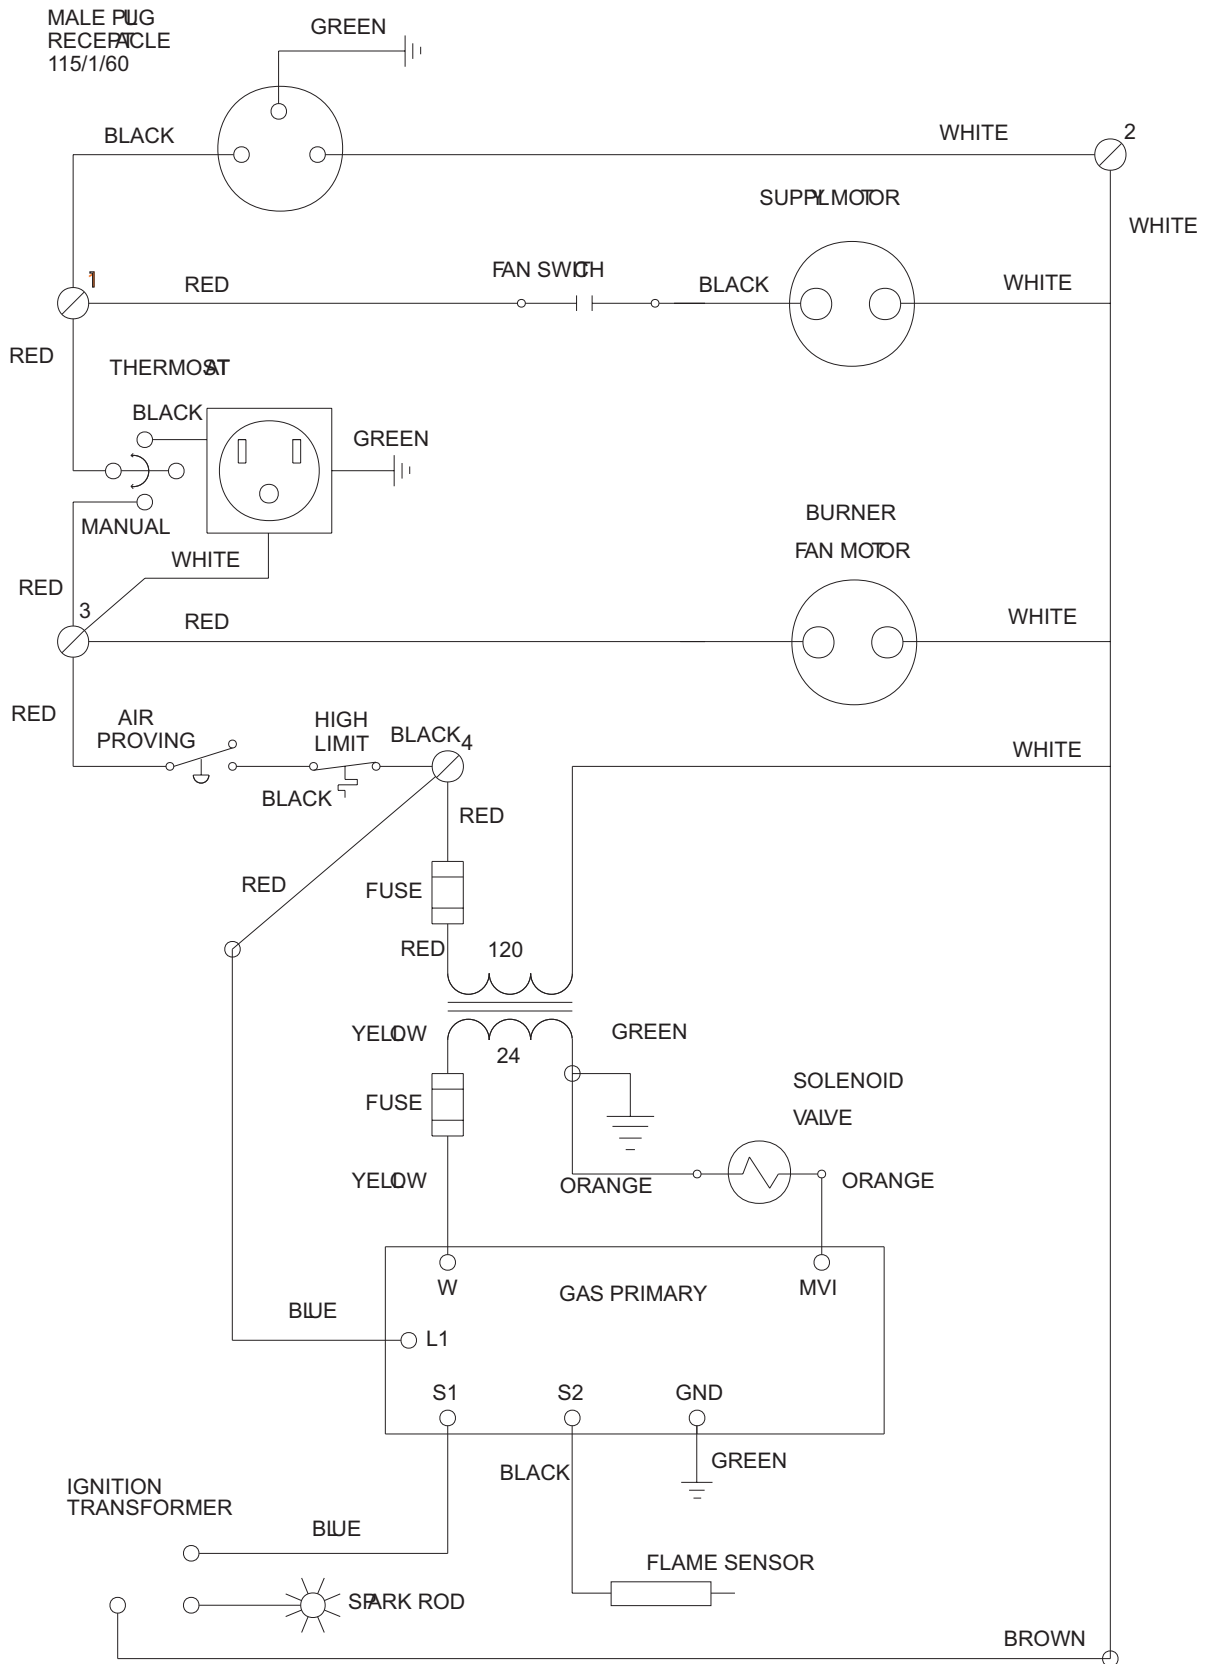 MALE PLUG
RECEPTACLE
115/1/60
GREEN
BLACK
WHITE
2
SUPPLY MOTOR
WHITE
1
RED
FAN SWITCH
BLACK
WHITE
RED
THERMOSTAT
BLACK
GREEN
MANUAL
BURNER
FAN MOTOR
WHITE
RED
3
RED
WHITE
RED
AIR
PROVING
HIGH
LIMIT
BLACK
4
WHITE
BLACK
RED
RED
FUSE
RED
120
YELLOW
24
GREEN
FUSE
SOLENOID
VALVE
YELLOW
ORANGE
ORANGE
W
GAS PRIMARY
MVI
BLUE
L1
S1
S2
GND
BLACK
GREEN
IGNITION
TRANSFORMER
BLUE
FLAME SENSOR
SPARK ROD
BROWN